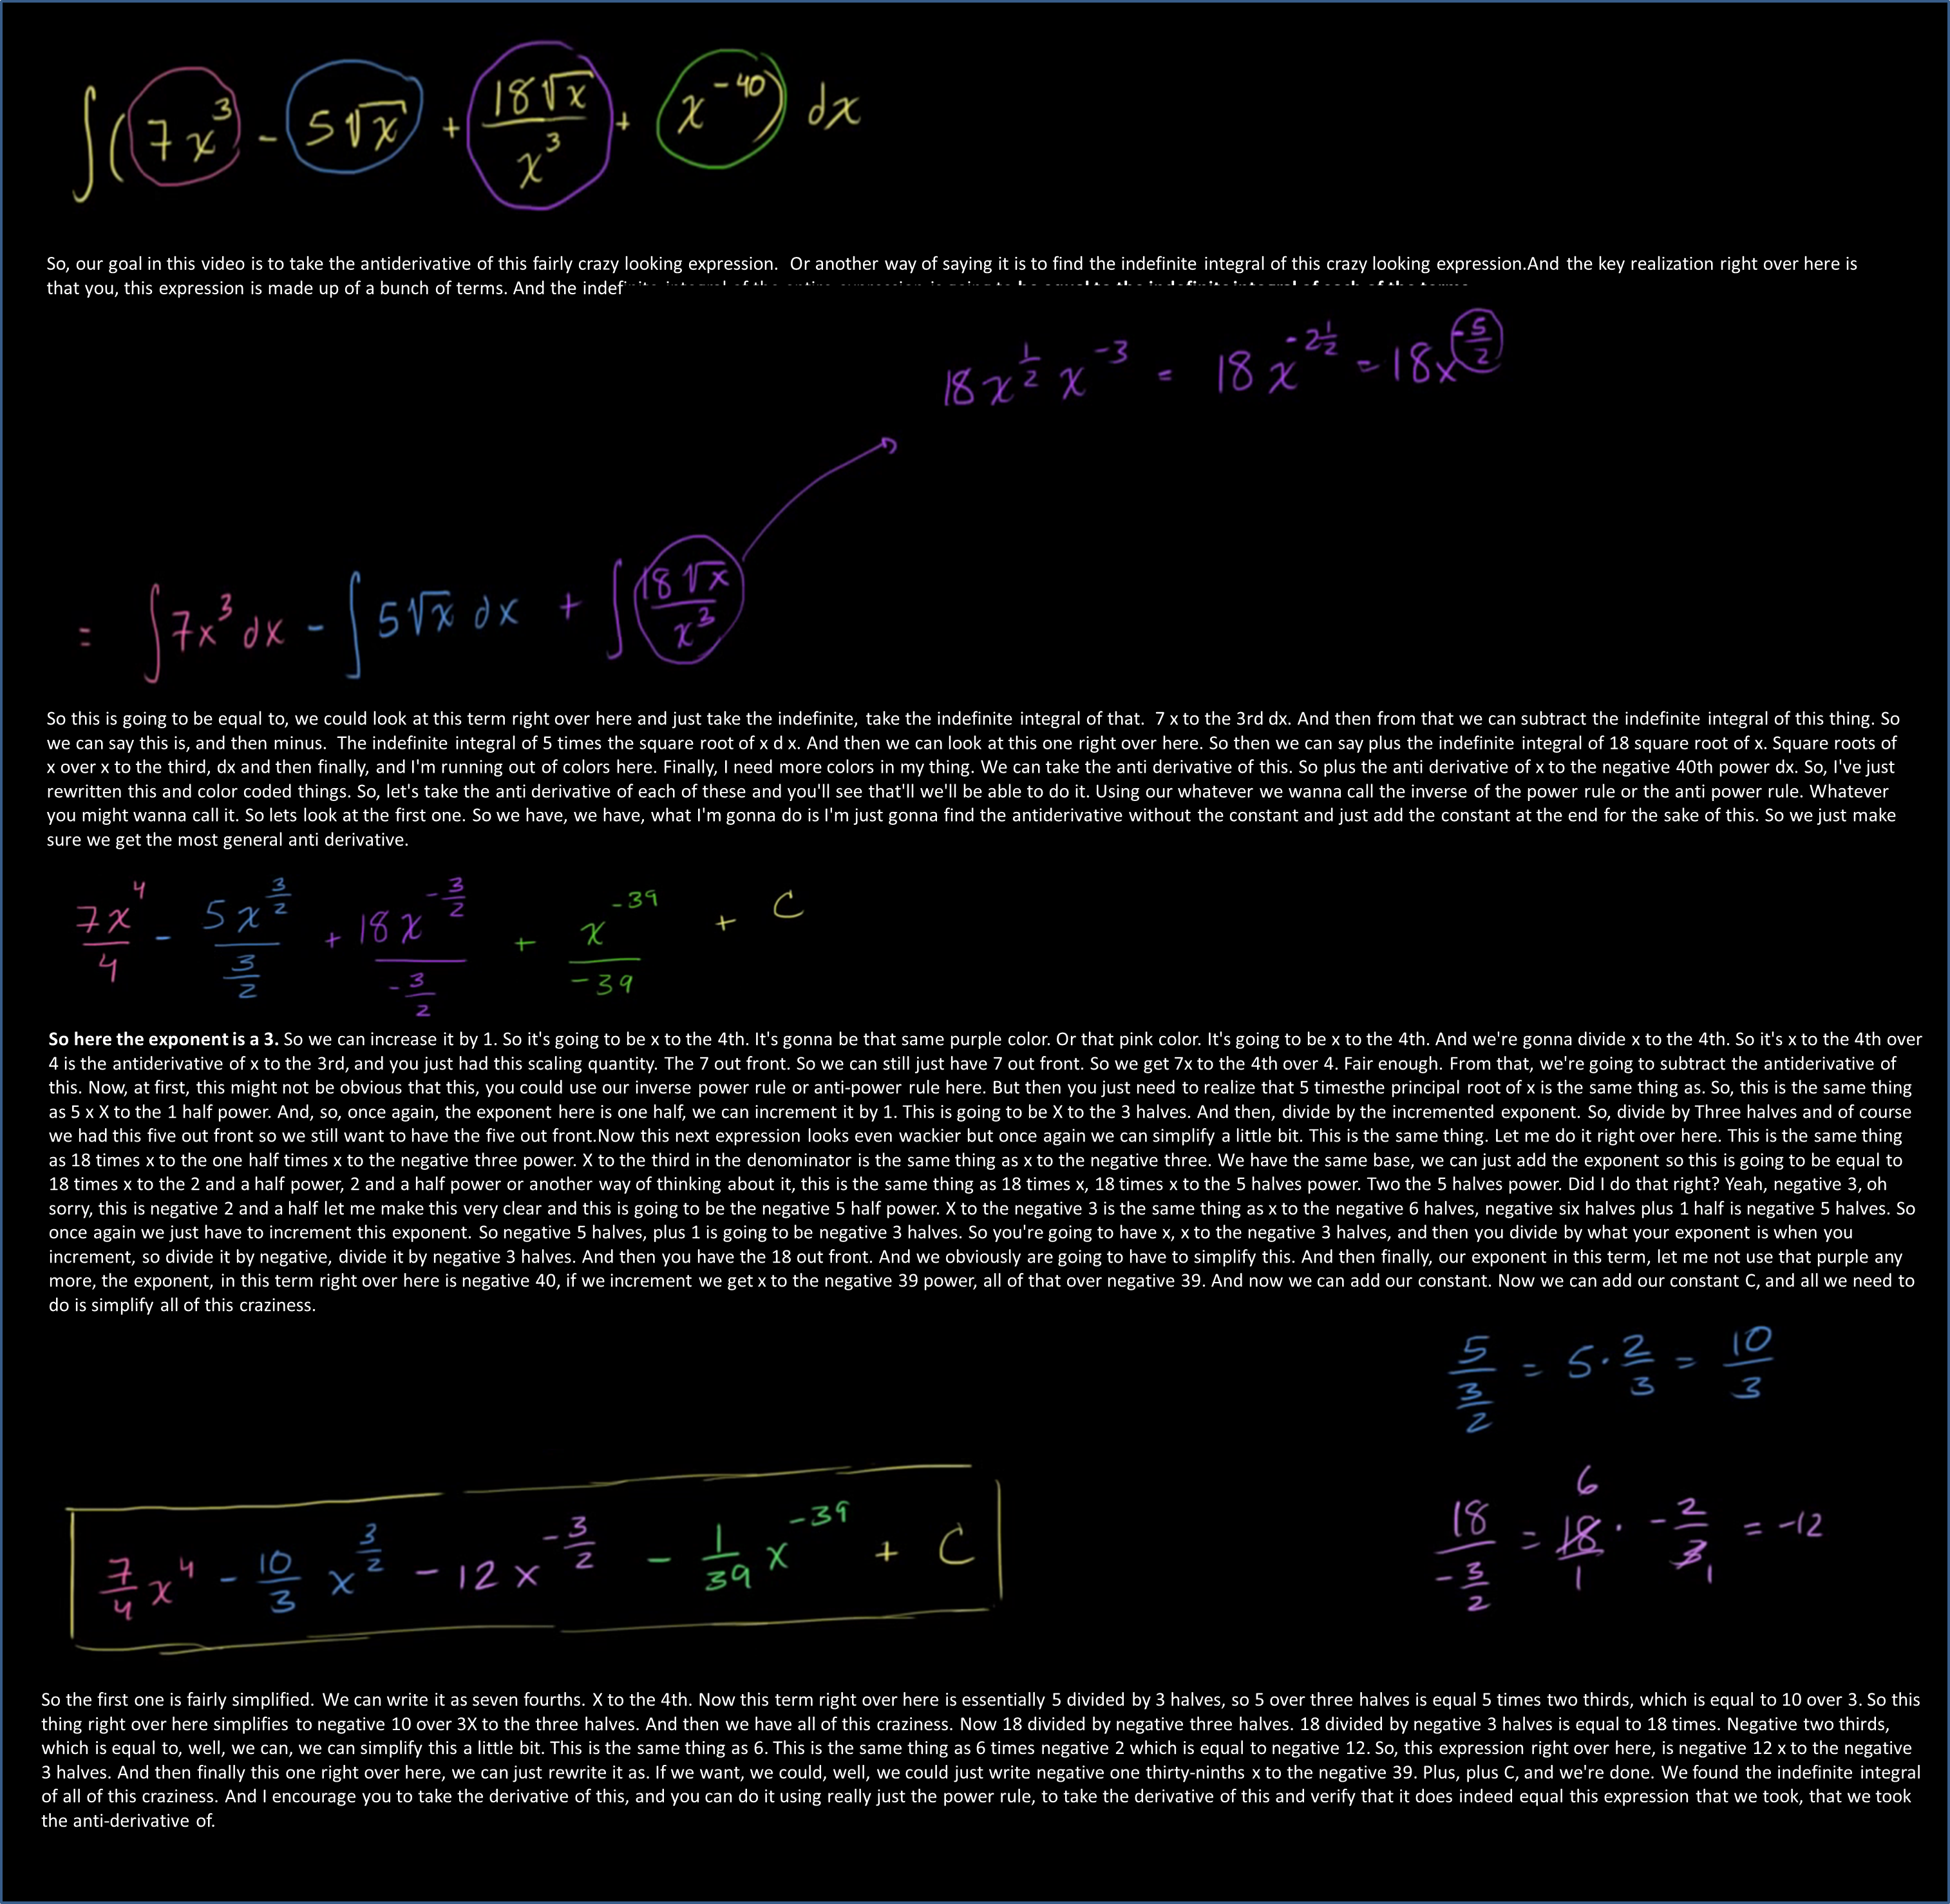 ∫(7x³ - 5√x + 18√x/x³ + x⁻⁴⁰) dx
So, our goal in this video is to take the antiderivative of this fairly crazy looking expression.  Or another way of saying it is to find the indefinite integral of this crazy looking expression.And the key realization right over here is
that you, this expression is made up of a bunch of terms. And the indefinite integral of the entire expression is going to be equal to the indefinite integral of each of the terms.
18x^(1/2) x^(-3) = 18x^(-2 1/2) = 18x^(-5/2)
= ∫7x³ dx - ∫5√x dx + ∫18√x/x³
So this is going to be equal to, we could look at this term right over here and just take the indefinite, take the indefinite integral of that.  7 x to the 3rd dx. And then from that we can subtract the indefinite integral of this thing. So
we can say this is, and then minus.  The indefinite integral of 5 times the square root of x d x. And then we can look at this one right over here. So then we can say plus the indefinite integral of 18 square root of x. Square roots of
x over x to the third, dx and then finally, and I'm running out of colors here. Finally, I need more colors in my thing. We can take the anti derivative of this. So plus the anti derivative of x to the negative 40th power dx. So, I've just
rewritten this and color coded things. So, let's take the anti derivative of each of these and you'll see that'll we'll be able to do it. Using our whatever we wanna call the inverse of the power rule or the anti power rule. Whatever
you might wanna call it. So lets look at the first one. So we have, we have, what I'm gonna do is I'm just gonna find the antiderivative without the constant and just add the constant at the end for the sake of this. So we just make
sure we get the most general anti derivative.
7x⁴/4 - 5x^(3/2)/(3/2) + 18x^(-3/2)/(-3/2) + x^(-39)/(-39) + C
So here the exponent is a 3. So we can increase it by 1. So it's going to be x to the 4th. It's gonna be that same purple color. Or that pink color. It's going to be x to the 4th. And we're gonna divide x to the 4th. So it's x to the 4th over
4 is the antiderivative of x to the 3rd, and you just had this scaling quantity. The 7 out front. So we can still just have 7 out front. So we get 7x to the 4th over 4. Fair enough. From that, we're going to subtract the antiderivative of
this. Now, at first, this might not be obvious that this, you could use our inverse power rule or anti-power rule here. But then you just need to realize that 5 timesthe principal root of x is the same thing as. So, this is the same thing
as 5 x X to the 1 half power. And, so, once again, the exponent here is one half, we can increment it by 1. This is going to be X to the 3 halves. And then, divide by the incremented exponent. So, divide by Three halves and of course
we had this five out front so we still want to have the five out front.Now this next expression looks even wackier but once again we can simplify a little bit. This is the same thing. Let me do it right over here. This is the same thing
as 18 times x to the one half times x to the negative three power. X to the third in the denominator is the same thing as x to the negative three. We have the same base, we can just add the exponent so this is going to be equal to
18 times x to the 2 and a half power, 2 and a half power or another way of thinking about it, this is the same thing as 18 times x, 18 times x to the 5 halves power. Two the 5 halves power. Did I do that right? Yeah, negative 3, oh
sorry, this is negative 2 and a half let me make this very clear and this is going to be the negative 5 half power. X to the negative 3 is the same thing as x to the negative 6 halves, negative six halves plus 1 half is negative 5 halves. So
once again we just have to increment this exponent. So negative 5 halves, plus 1 is going to be negative 3 halves. So you're going to have x, x to the negative 3 halves, and then you divide by what your exponent is when you
increment, so divide it by negative, divide it by negative 3 halves. And then you have the 18 out front. And we obviously are going to have to simplify this. And then finally, our exponent in this term, let me not use that purple any
more, the exponent, in this term right over here is negative 40, if we increment we get x to the negative 39 power, all of that over negative 39. And now we can add our constant. Now we can add our constant C, and all we need to
do is simplify all of this craziness.
5/(3/2) = 5 · 2/3 = 10/3
18/(-3/2) = 18/1 · -2/3 = -12
6 1
7/4 x⁴ - 10/3 x^(3/2) - 12x^(-3/2) - 1/39 x^(-39) + C
So the first one is fairly simplified. We can write it as seven fourths. X to the 4th. Now this term right over here is essentially 5 divided by 3 halves, so 5 over three halves is equal 5 times two thirds, which is equal to 10 over 3. So this
thing right over here simplifies to negative 10 over 3X to the three halves. And then we have all of this craziness. Now 18 divided by negative three halves. 18 divided by negative 3 halves is equal to 18 times. Negative two thirds,
which is equal to, well, we can, we can simplify this a little bit. This is the same thing as 6. This is the same thing as 6 times negative 2 which is equal to negative 12. So, this expression right over here, is negative 12 x to the negative
3 halves. And then finally this one right over here, we can just rewrite it as. If we want, we could, well, we could just write negative one thirty-ninths x to the negative 39. Plus, plus C, and we're done. We found the indefinite integral
of all of this craziness. And I encourage you to take the derivative of this, and you can do it using really just the power rule, to take the derivative of this and verify that it does indeed equal this expression that we took, that we took
the anti-derivative of.